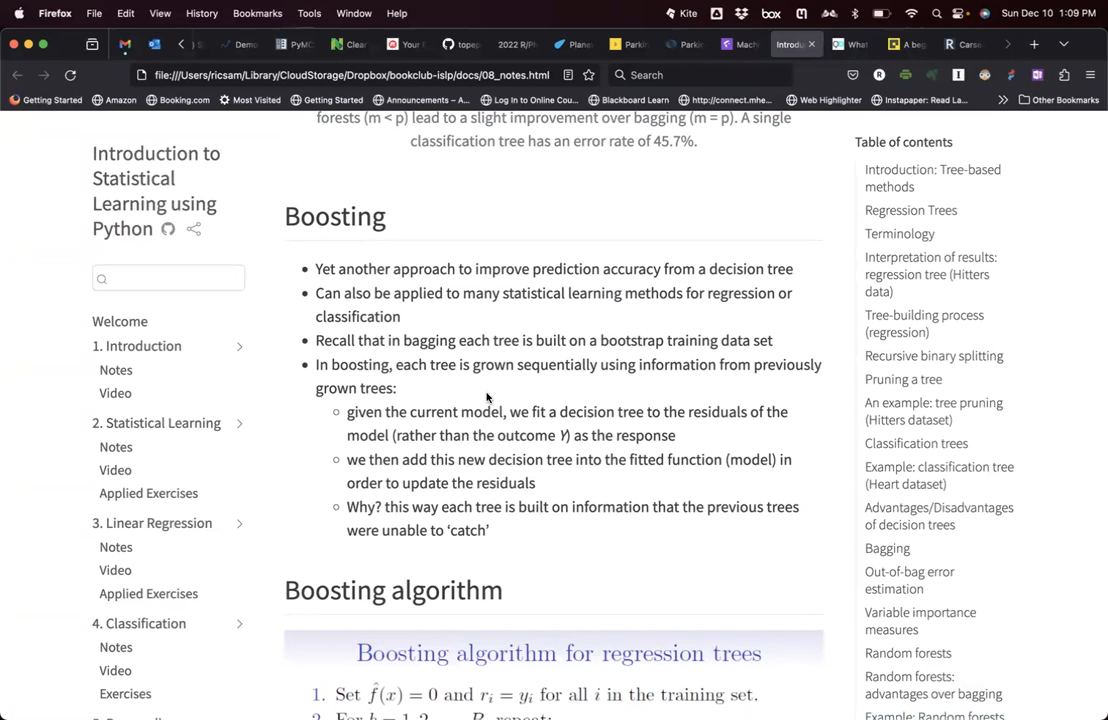 Firefox File Edit View History Bookmarks Tools Window Help Kite box Sun Dec 10 1:09 PM
Demo PyMC Clear Your topep 2022 R/Ph Plane Parkin Parkin Machi Introdu What A beg Carso
file:///Users/ricsam/Library/CloudStorage/Dropbox/bookclub-islp/docs/08_notes.html Search
Getting Started Amazon Booking.com Most Visited Getting Started Announcements – A... Log In to Online Cou... Blackboard Learn http://connect.mhe... Web Highlighter Instapaper: Read La... Other Bookmarks
Introduction to
Statistical
Learning using
Python
Welcome
1. Introduction
Notes
Video
2. Statistical Learning
Notes
Video
Applied Exercises
3. Linear Regression
Notes
Video
Applied Exercises
4. Classification
Notes
Video
Exercises
forests (m < p) lead to a slight improvement over bagging (m = p). A single
classification tree has an error rate of 45.7%.
Boosting
• Yet another approach to improve prediction accuracy from a decision tree
• Can also be applied to many statistical learning methods for regression or
classification
• Recall that in bagging each tree is built on a bootstrap training data set
• In boosting, each tree is grown sequentially using information from previously
grown trees:
◦ given the current model, we fit a decision tree to the residuals of the
model (rather than the outcome Y) as the response
◦ we then add this new decision tree into the fitted function (model) in
order to update the residuals
◦ Why? this way each tree is built on information that the previous trees
were unable to ‘catch’
Boosting algorithm
Boosting algorithm for regression trees
1. Set f̂(x) = 0 and rᵢ = yᵢ for all i in the training set.
2. For b = 1, 2, ..., B, repeat:
Table of contents
Introduction: Tree-based
methods
Regression Trees
Terminology
Interpretation of results:
regression tree (Hitters
data)
Tree-building process
(regression)
Recursive binary splitting
Pruning a tree
An example: tree pruning
(Hitters dataset)
Classification trees
Example: classification tree
(Heart dataset)
Advantages/Disadvantages
of decision trees
Bagging
Out-of-bag error
estimation
Variable importance
measures
Random forests
Random forests:
advantages over bagging
Example: Random forests